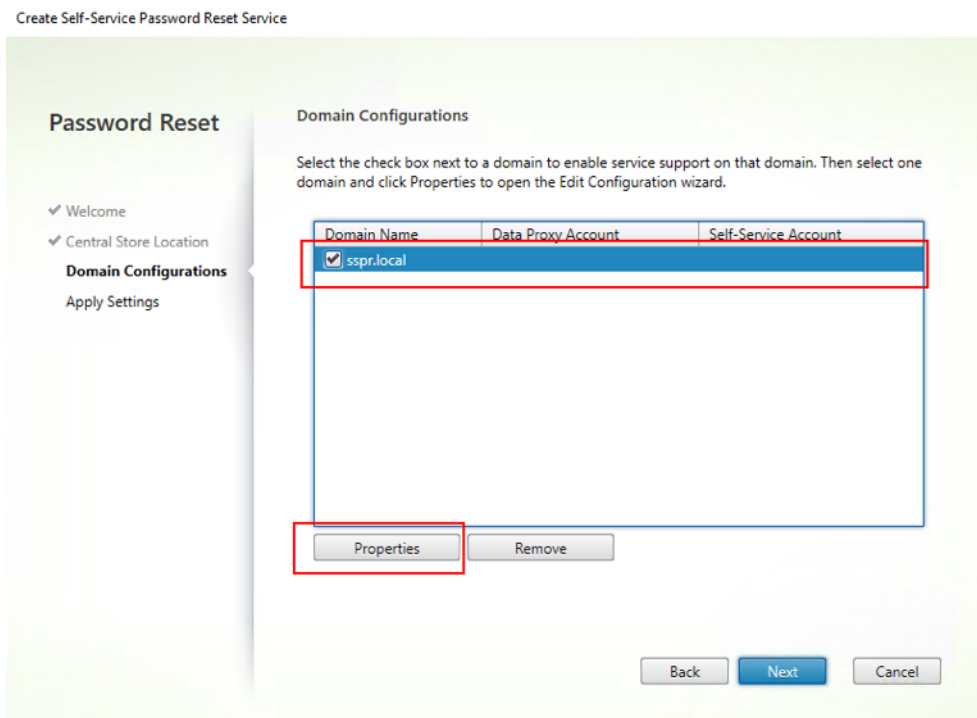 Create Self-Service Password Reset Service
Password Reset
✔ Welcome
✔ Central Store Location
Domain Configurations
Apply Settings
Domain Configurations
Select the check box next to a domain to enable service support on that domain. Then select one
domain and click Properties to open the Edit Configuration wizard.
Domain Name Data Proxy Account Self-Service Account
sspr.local
Properties Remove
Back Next Cancel